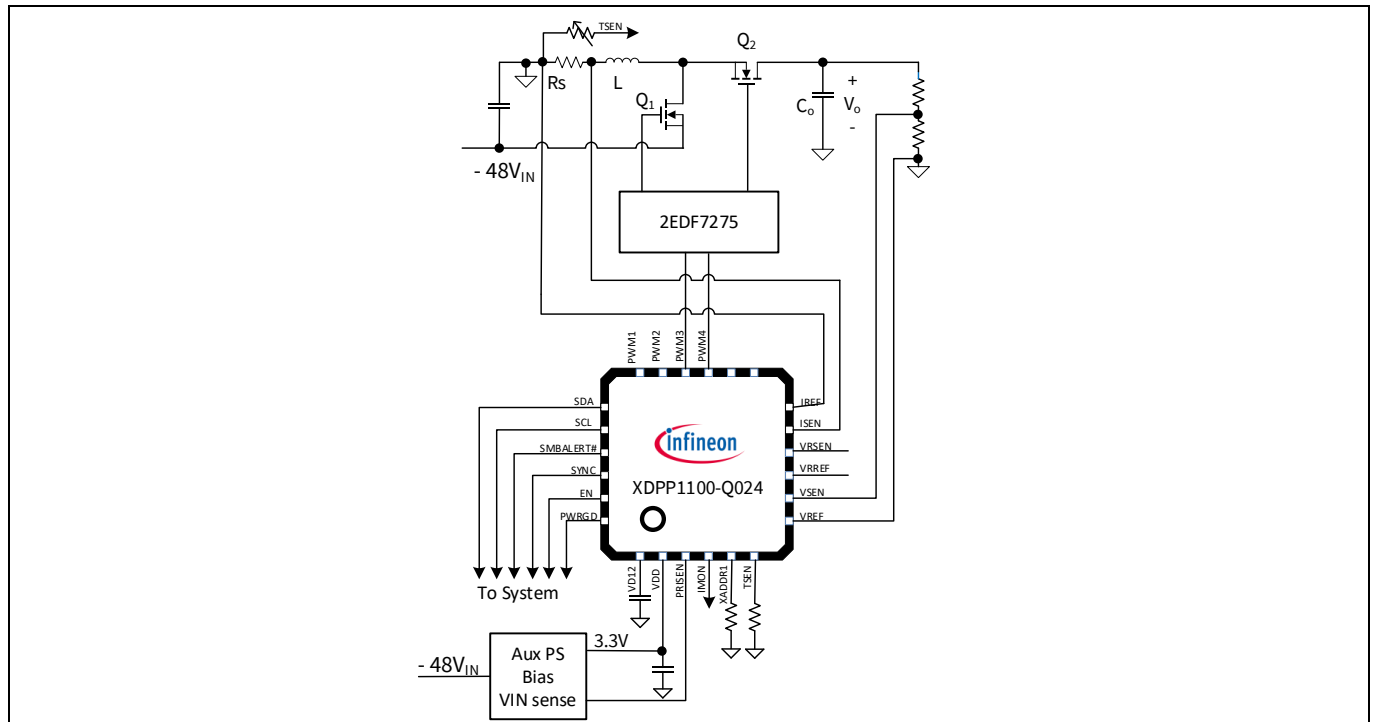 TSEN
Q2
Rs
L
Q1
Co
+
Vo
-
- 48VIN
2EDF7275
PWM1
PWM2
PWM3
PWM4
SDA
SCL
SMBALERT#
SYNC
EN
PWRGD
IREF
ISEN
VRSEN
VRREF
VSEN
VREF
infineon
XDPP1100-Q024
VD12
VDD
PRISEN
IMON
XADDR1
TSEN
To System
3.3V
- 48VIN
Aux PS
Bias
VIN sense